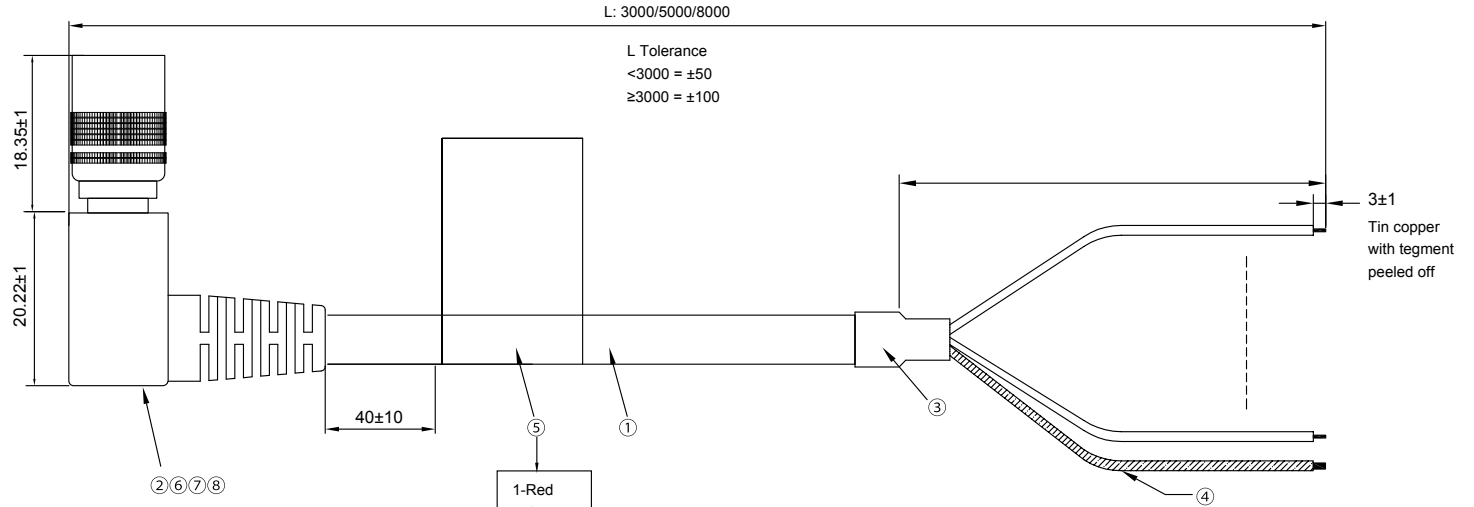 L: 3000/5000/8000
L Tolerance
<3000 = ±50
≥3000 = ±100
18.35±1
20.22±1
3±1
Tin copper
with tegment
peeled off
40±10
⑤
①
③
④
②⑥⑦⑧
1-Red